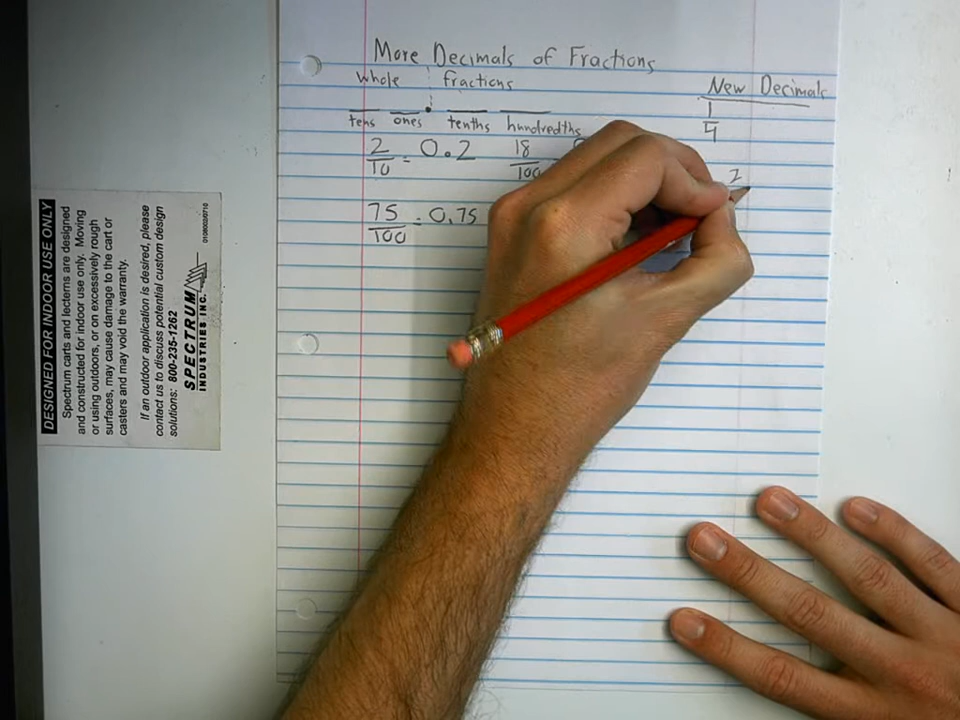 More Decimals of Fractions
whole fractions
New Decimals
tens ones tenths hundredths
1/4
2/10 = 0.2 18/100
2
75/100 = 0.75
DESIGNED FOR INDOOR USE ONLY
Spectrum carts and lecterns are designed
and constructed for indoor use only. Moving
or using outdoors, or on excessively rough
surfaces, may cause damage to the cart or
casters and may void the warranty.
If an outdoor application is desired, please
contact us to discuss potential custom design
solutions: 800-235-1262
SPECTRUM
INDUSTRIES INC.